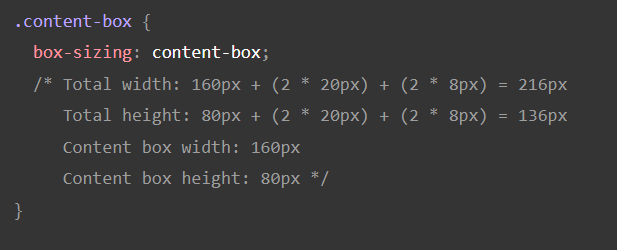 .content-box {
  box-sizing: content-box;
  /* Total width: 160px + (2 * 20px) + (2 * 8px) = 216px
     Total height: 80px + (2 * 20px) + (2 * 8px) = 136px
     Content box width: 160px
     Content box height: 80px */
}